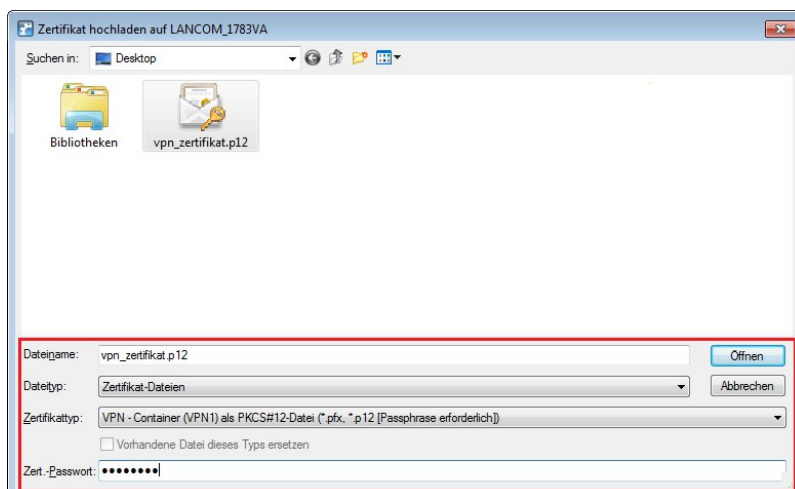 Zertifikat hochladen auf LANCOM_1783VA
Suchen in: Desktop
Bibliotheken vpn_zertifikat.p12
Dateiname: vpn_zertifikat.p12 Öffnen
Dateityp: Zertifikat-Dateien Abbrechen
Zertifikattyp: VPN - Container (VPN1) als PKCS#12-Datei (*.pfx, *.p12 [Passphrase erforderlich])
Vorhandene Datei dieses Typs ersetzen
Zert.-Passwort: ••••••••